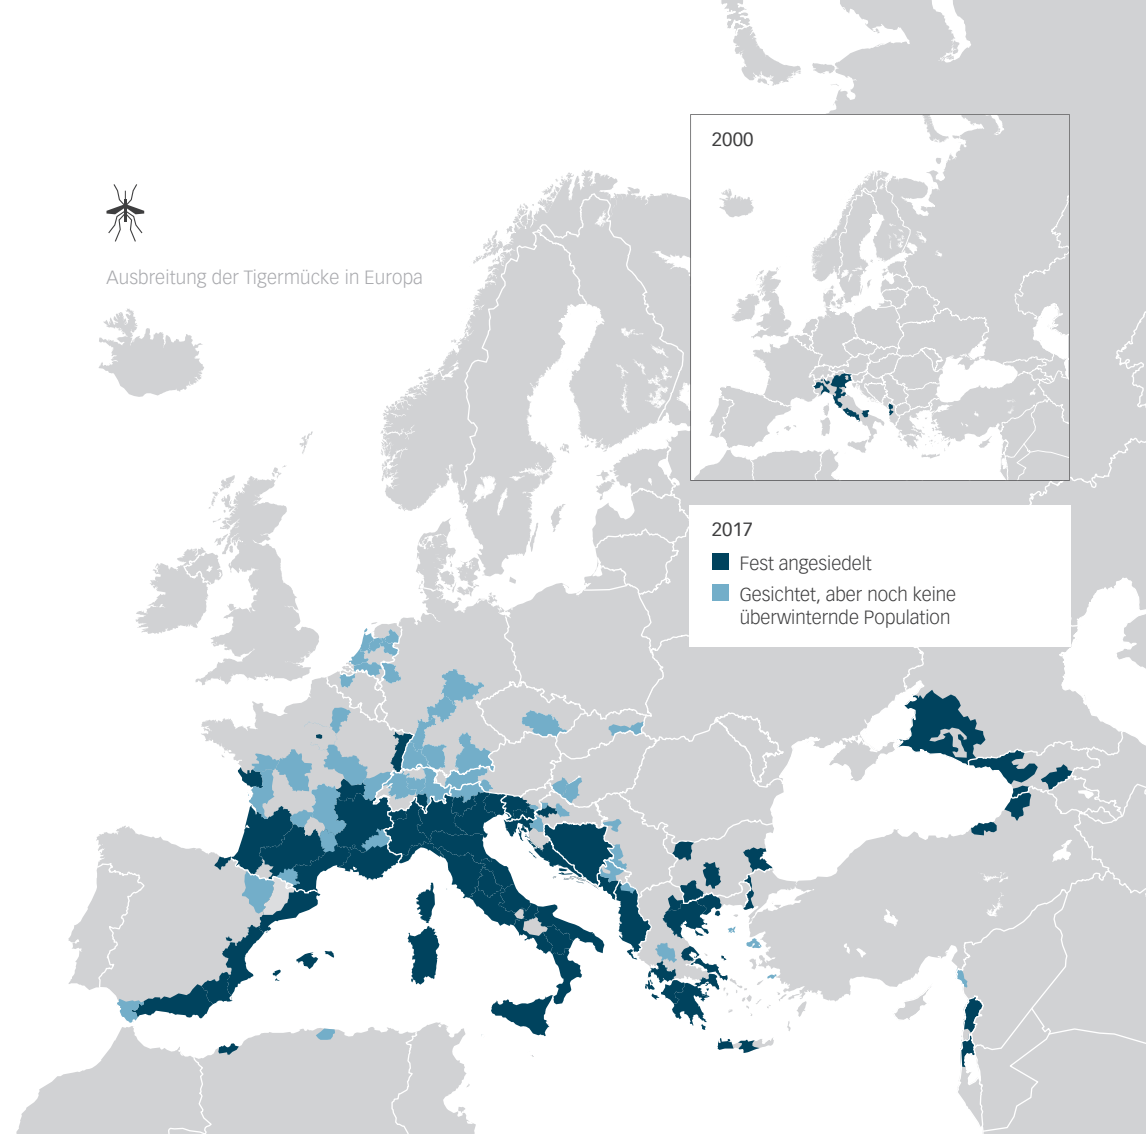 2000
Ausbreitung der Tigermücke in Europa
2017
Fest angesiedelt
Gesichtet, aber noch keine
überwinternde Population